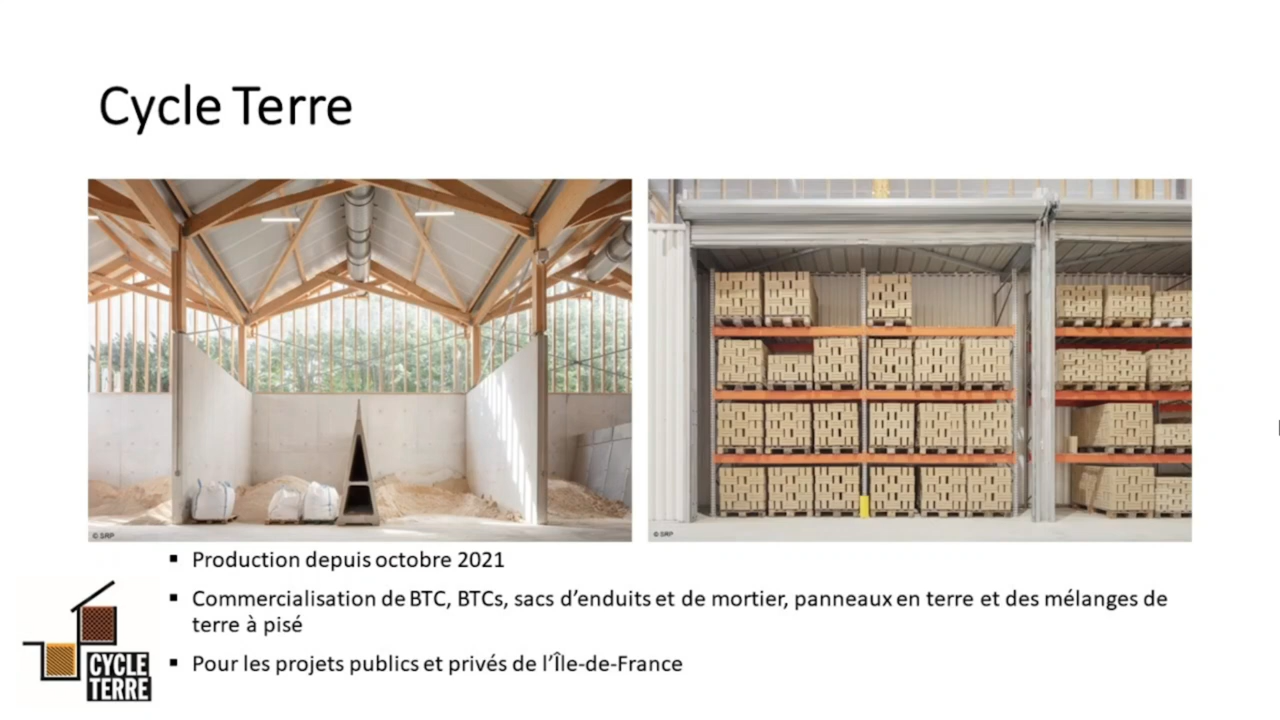 Cycle Terre
© SRP
© SRP
▪ Production depuis octobre 2021
▪ Commercialisation de BTC, BTCs, sacs d’enduits et de mortier, panneaux en terre et des mélanges de
terre à pisé
▪ Pour les projets publics et privés de l’Île-de-France
CYCLE
TERRE